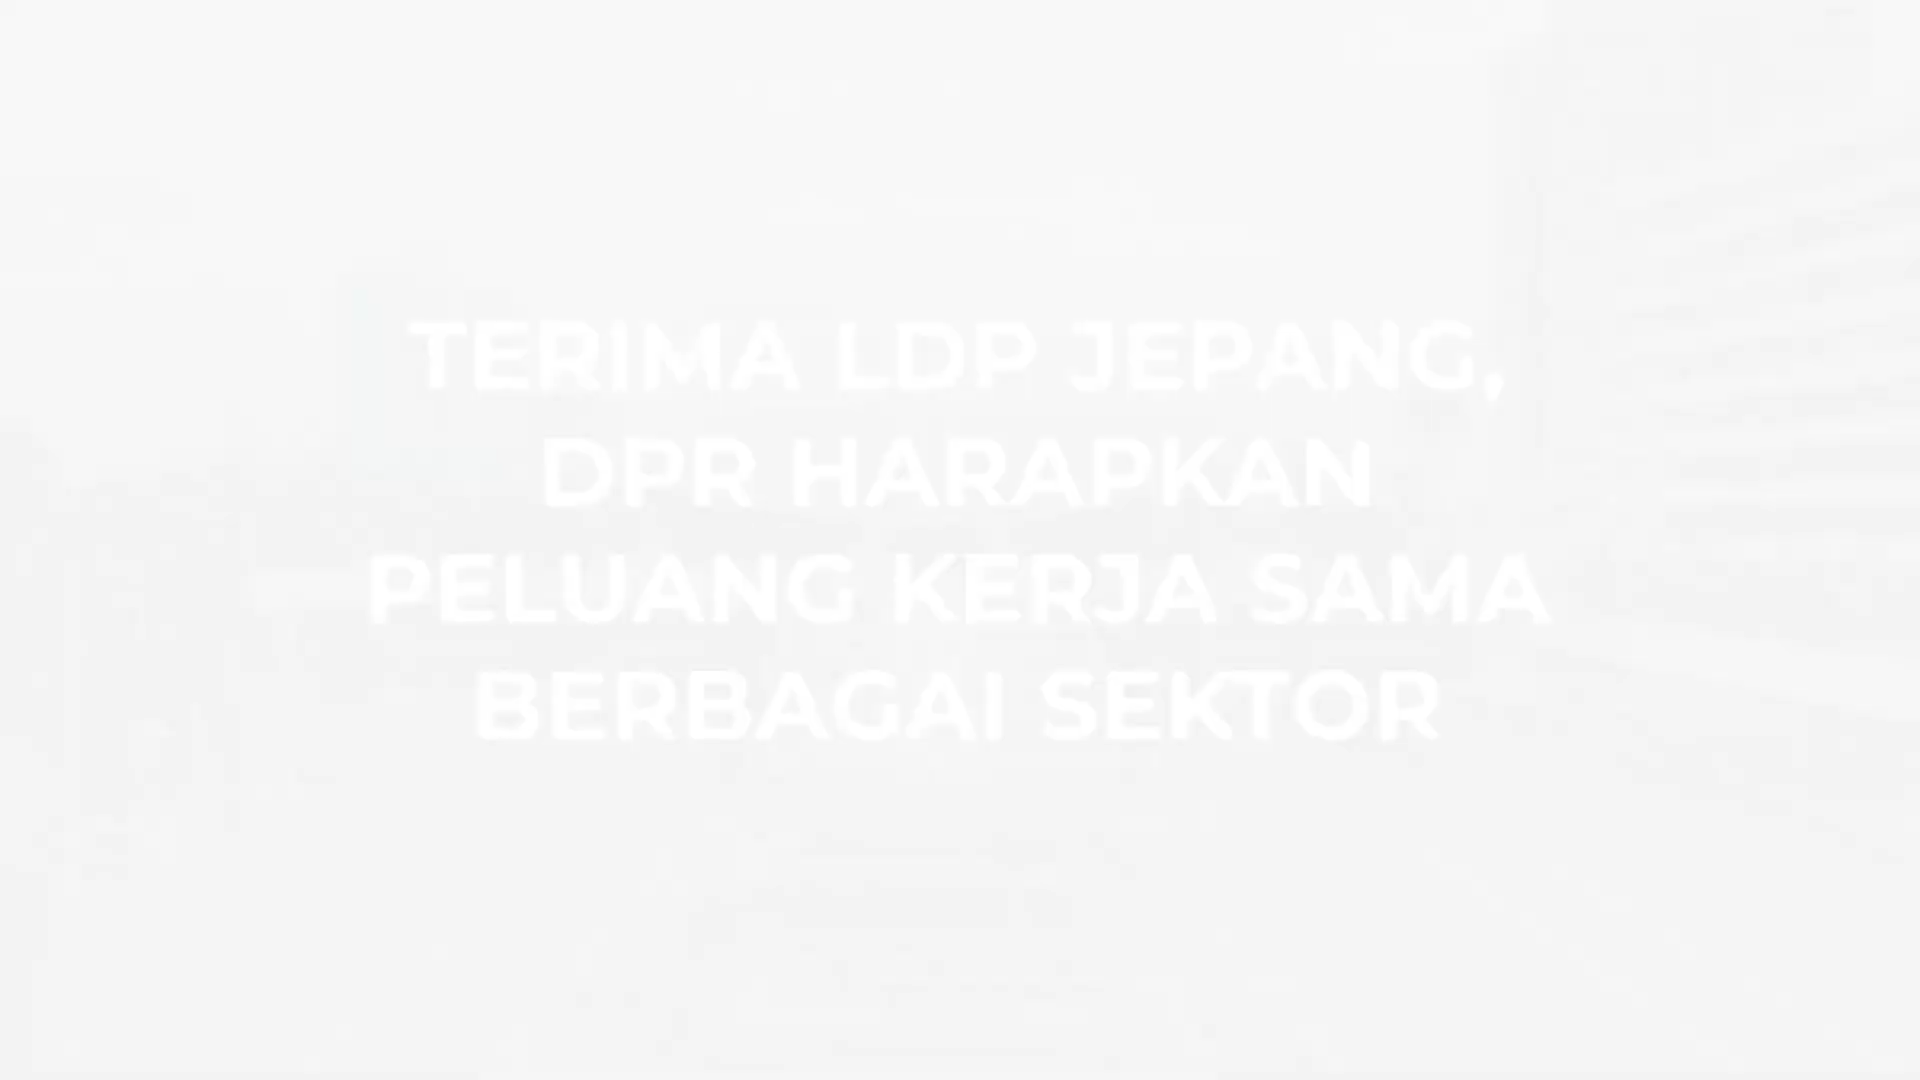 TERIMA LDP JEPANG,
DPR HARAPKAN
PELUANG KERJA SAMA
BERBAGAI SEKTOR